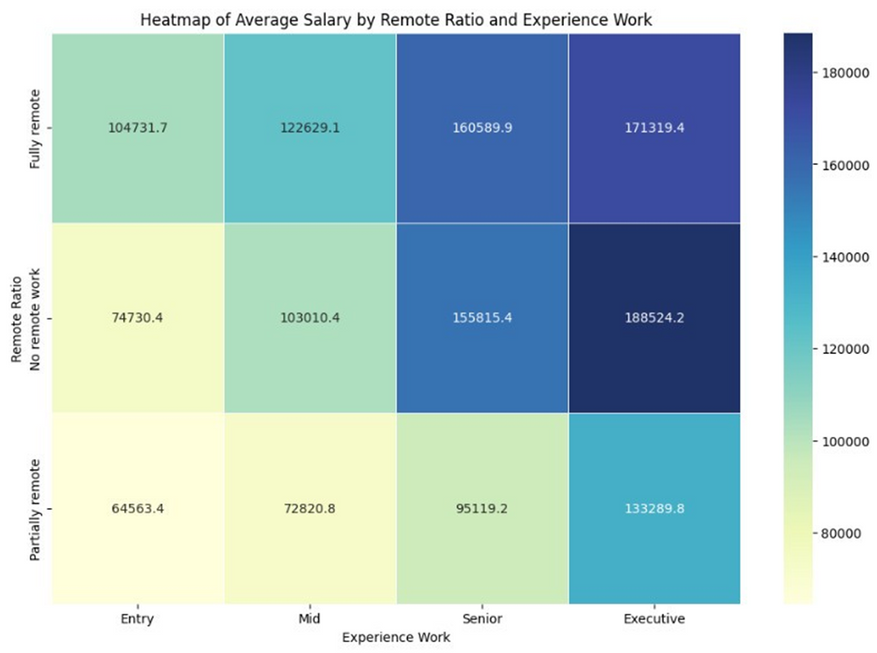 Heatmap of Average Salary by Remote Ratio and Experience Work
Remote Ratio
Fully remote
104731.7 122629.1 160589.9 171319.4
No remote work
74730.4 103010.4 155815.4 188524.2
Partially remote
64563.4 72820.8 95119.2 133289.8
Entry Mid Senior Executive
Experience Work
180000
160000
140000
120000
100000
80000